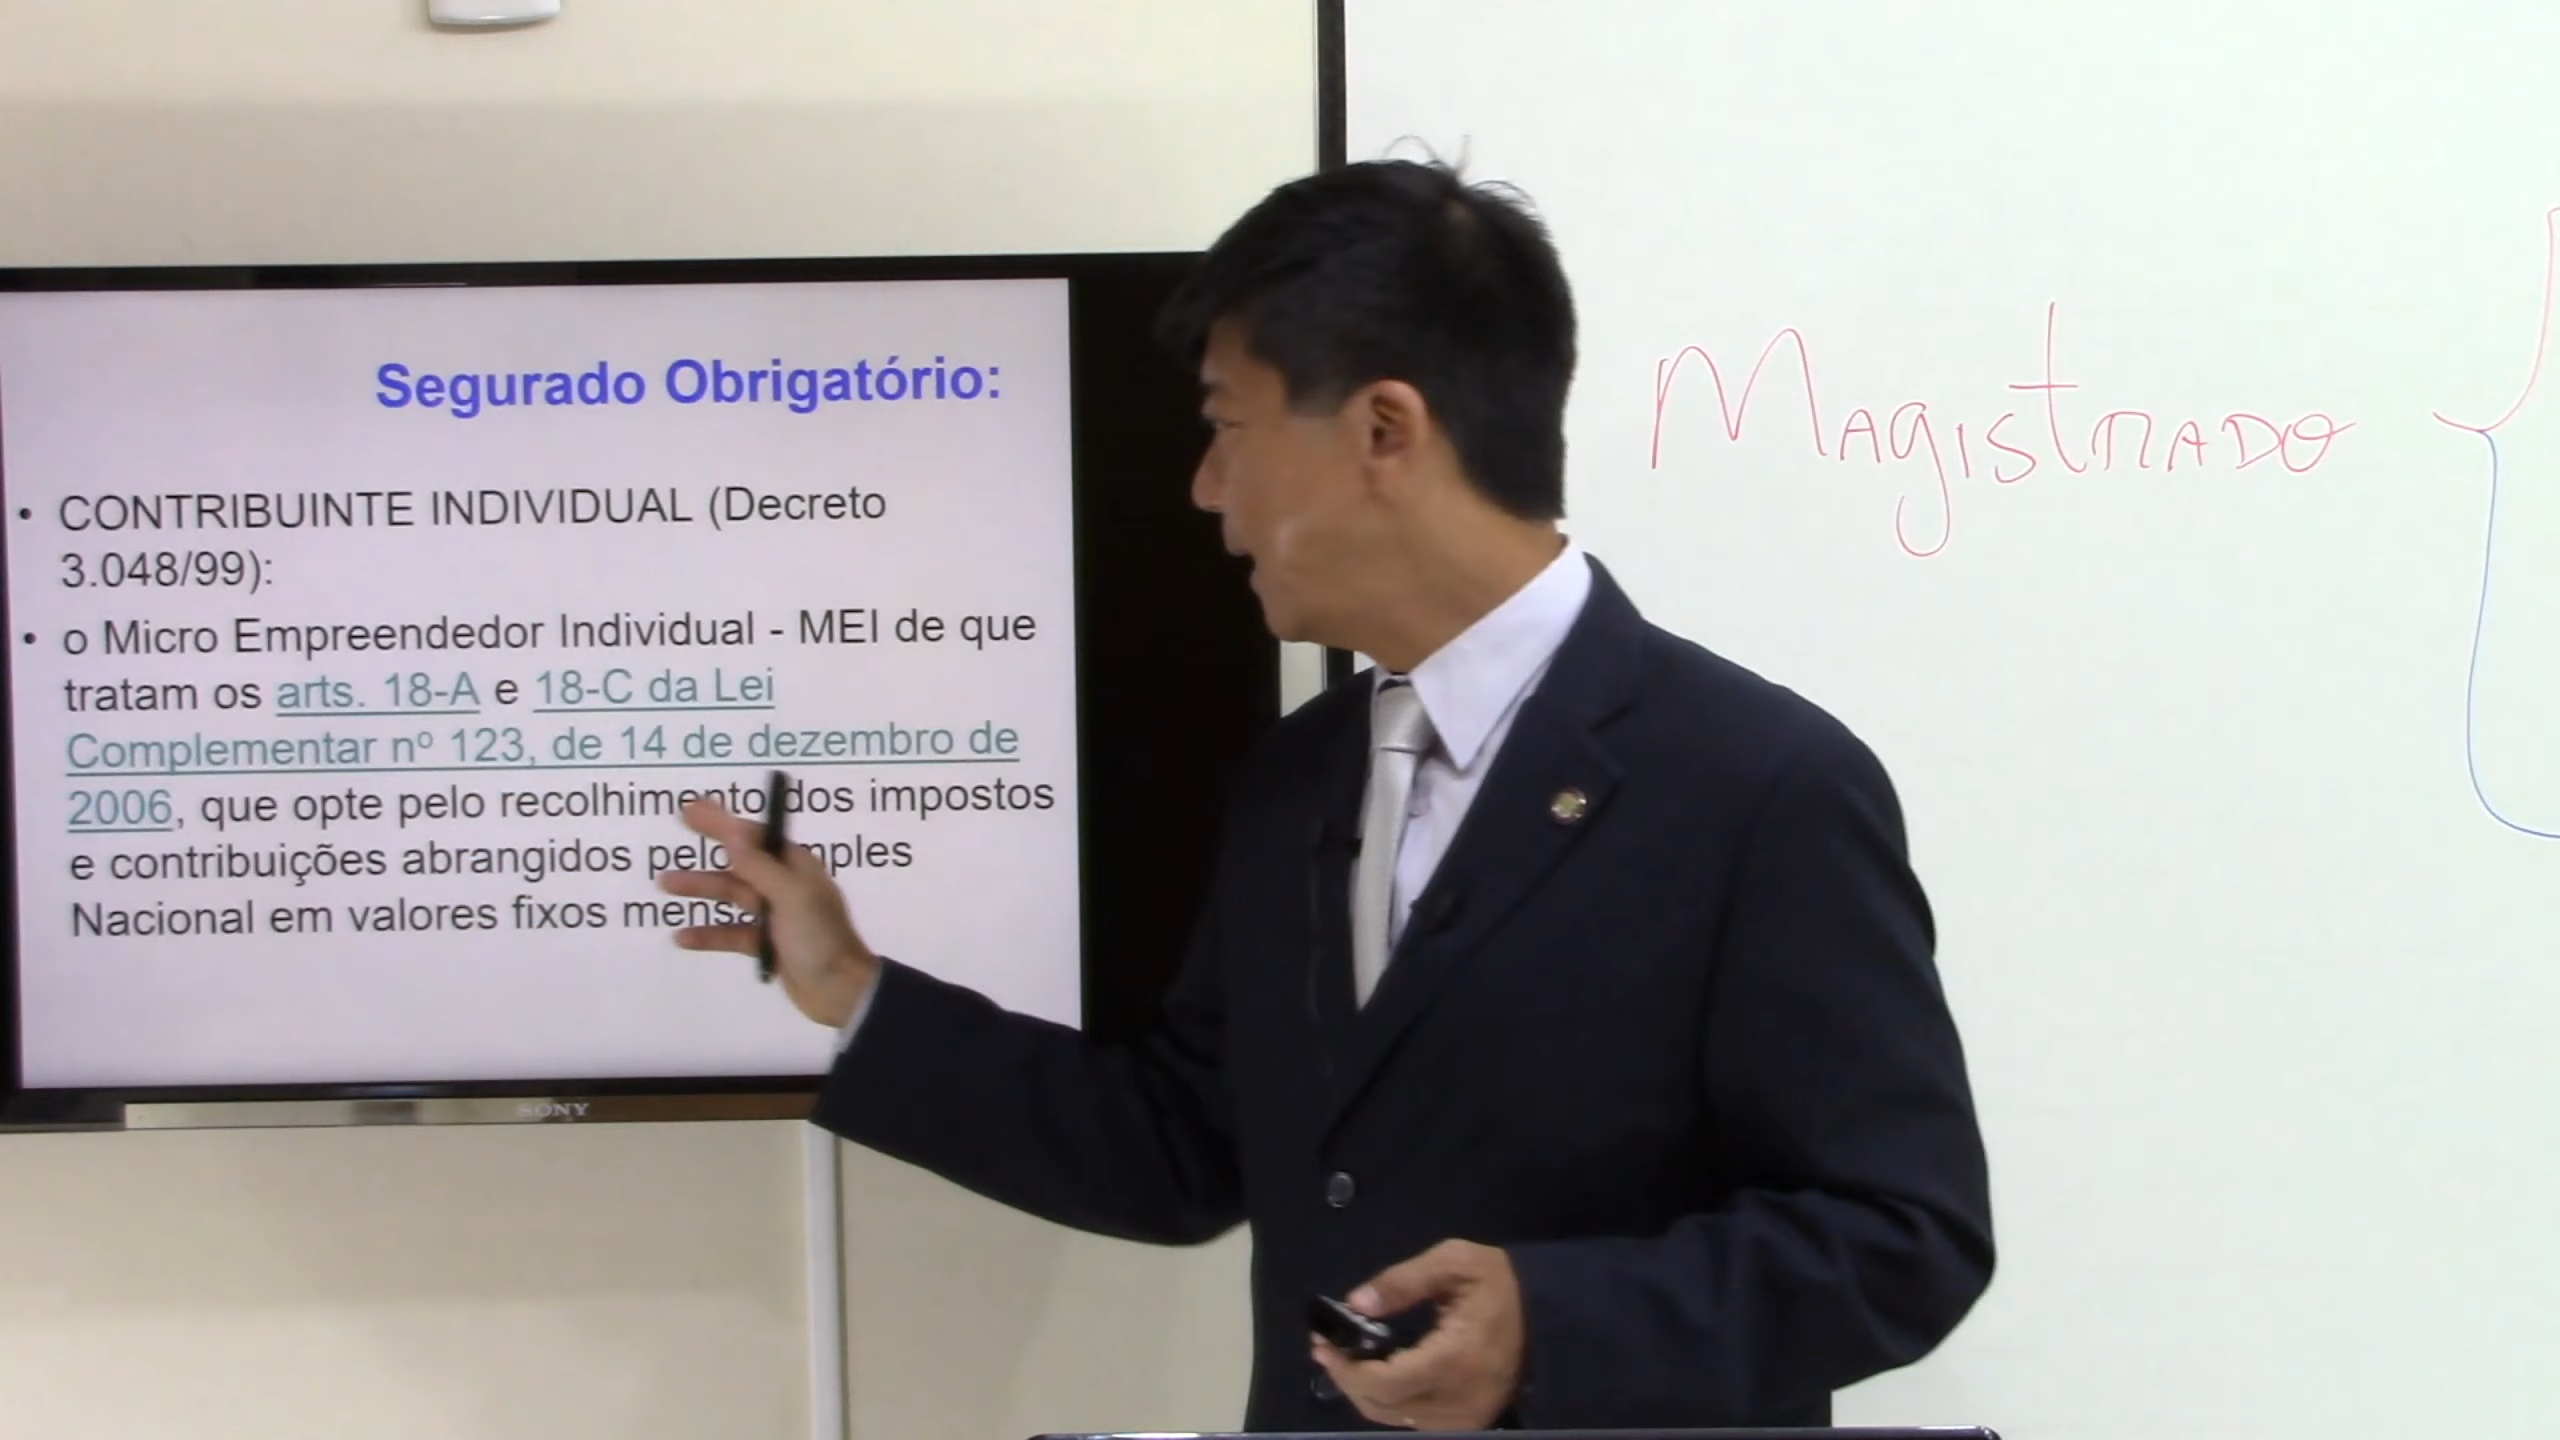 Segurado Obrigatório:
• CONTRIBUINTE INDIVIDUAL (Decreto
3.048/99):
• o Micro Empreendedor Individual - MEI de que
tratam os arts. 18-A e 18-C da Lei
Complementar nº 123, de 14 de dezembro de
2006, que opte pelo recolhimento dos impostos
e contribuições abrangidos
Nacional em valores fixos
SONY
Magistrado